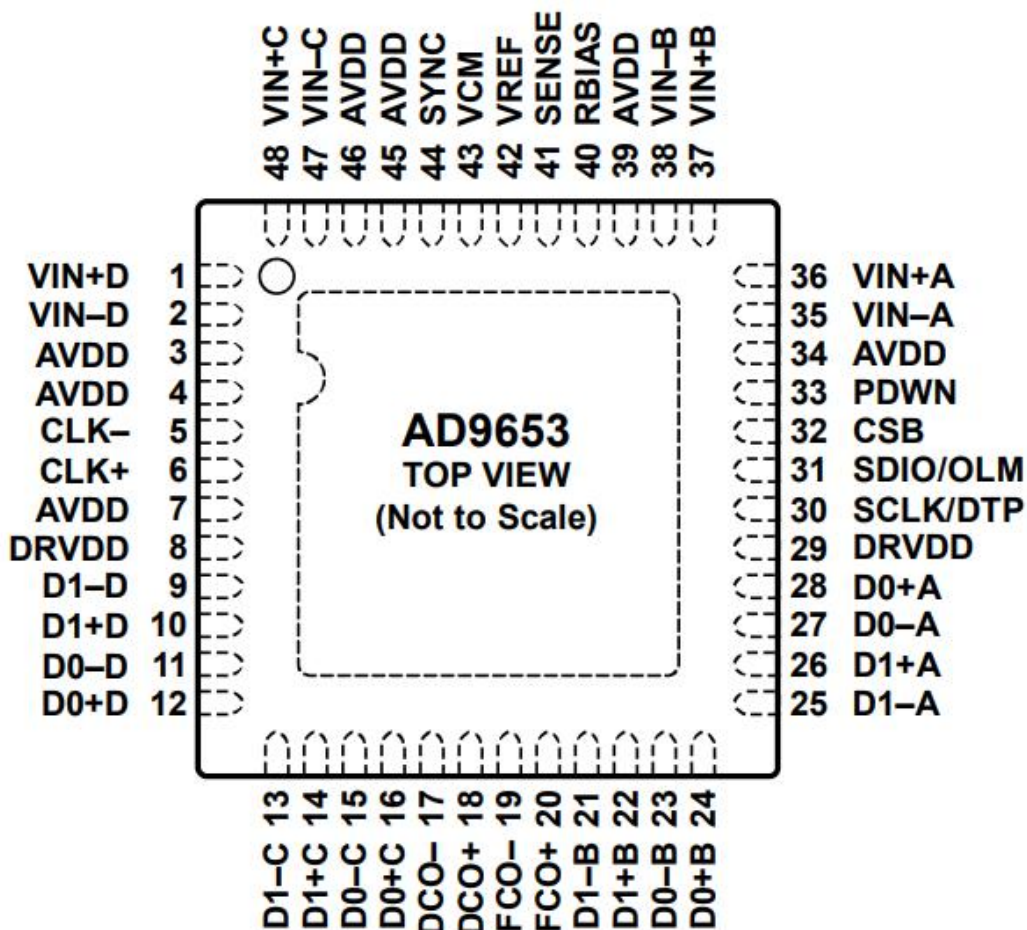 48 VIN+C
47 VIN–C
46 AVDD
45 AVDD
44 SYNC
43 VCM
42 VREF
41 SENSE
40 RBIAS
39 AVDD
38 VIN–B
37 VIN+B
VIN+D 1
VIN–D 2
AVDD 3
AVDD 4
CLK– 5
CLK+ 6
AVDD 7
DRVDD 8
D1–D 9
D1+D 10
D0–D 11
D0+D 12
AD9653
TOP VIEW
(Not to Scale)
36 VIN+A
35 VIN–A
34 AVDD
33 PDWN
32 CSB
31 SDIO/OLM
30 SCLK/DTP
29 DRVDD
28 D0+A
27 D0–A
26 D1+A
25 D1–A
D1–C 13
D1+C 14
D0–C 15
D0+C 16
DCO– 17
DCO+ 18
FCO– 19
FCO+ 20
D1–B 21
D1+B 22
D0–B 23
D0+B 24